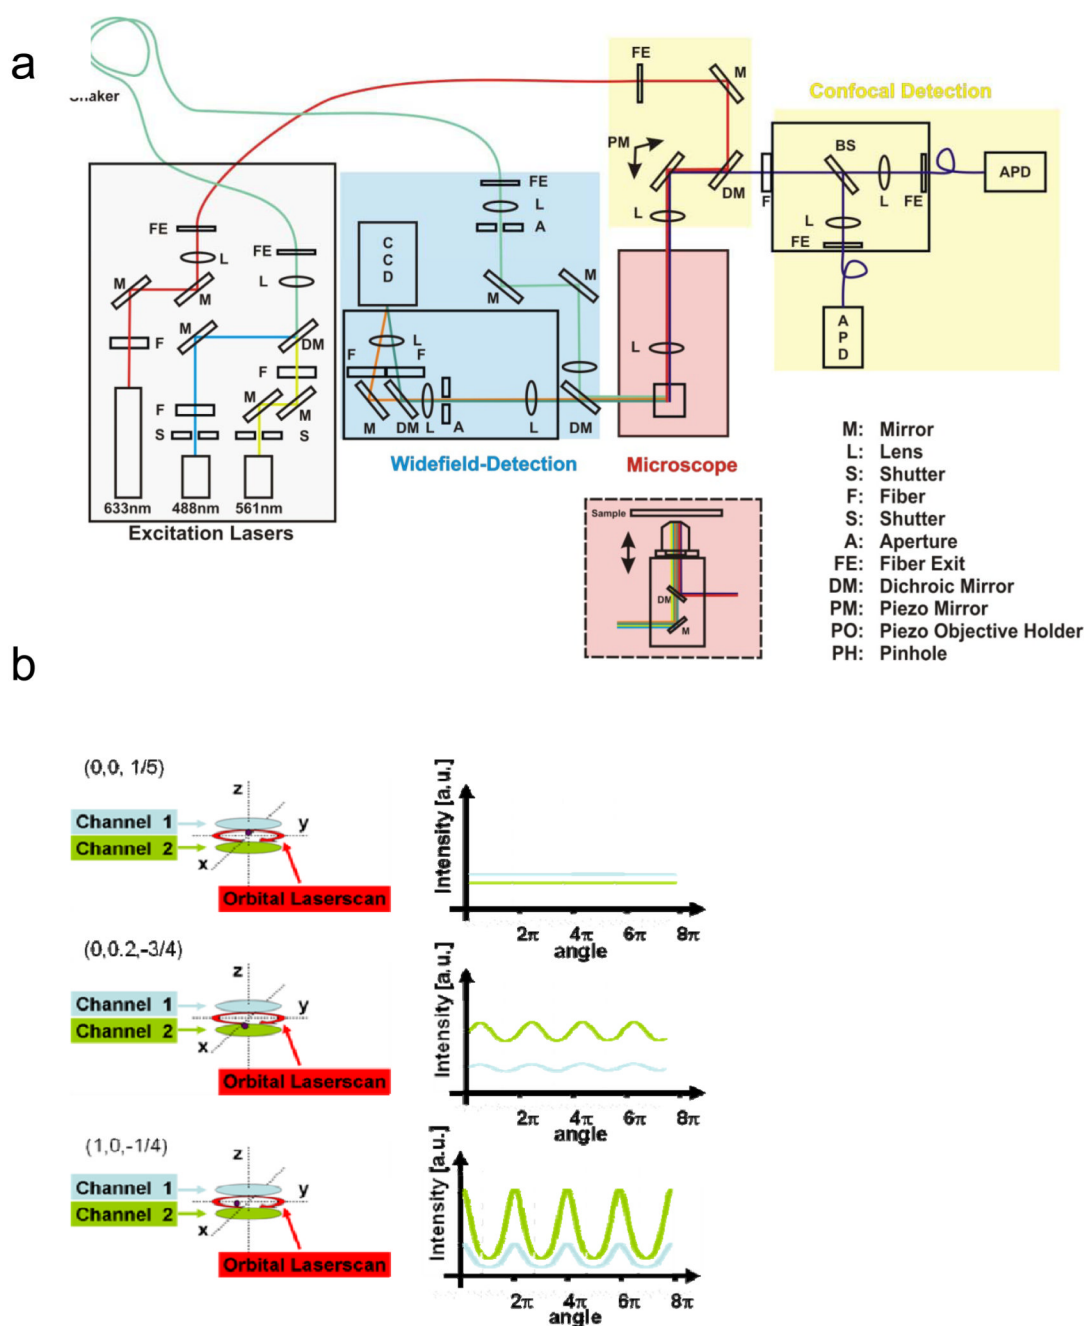 a
FE
M
Confocal Detection
PM
BS
DM
F
L
FE
APD
L
L
FE
A
P
D
FE
L
A
C
C
D
M
M
F
L
F
M
DM
L
A
L
DM
L
FE
L
M
M
F
FE
L
M
DM
F
M
M
F
S
S
633nm
488nm
561nm
Excitation Lasers
Widefield-Detection
Microscope
Sample
DM
M
M: Mirror
L: Lens
S: Shutter
F: Fiber
S: Shutter
A: Aperture
FE: Fiber Exit
DM: Dichroic Mirror
PM: Piezo Mirror
PO: Piezo Objective Holder
PH: Pinhole
b
(0,0, 1/5)
Channel 1
Channel 2
z
y
x
Orbital Laserscan
Intensity [a.u.]
2π 4π 6π 8π
angle
(0,0.2,-3/4)
Channel 1
Channel 2
z
y
x
Orbital Laserscan
Intensity [a.u.]
2π 4π 6π 8π
angle
(1,0,-1/4)
Channel 1
Channel 2
z
y
x
Orbital Laserscan
Intensity [a.u.]
2π 4π 6π 8π
angle